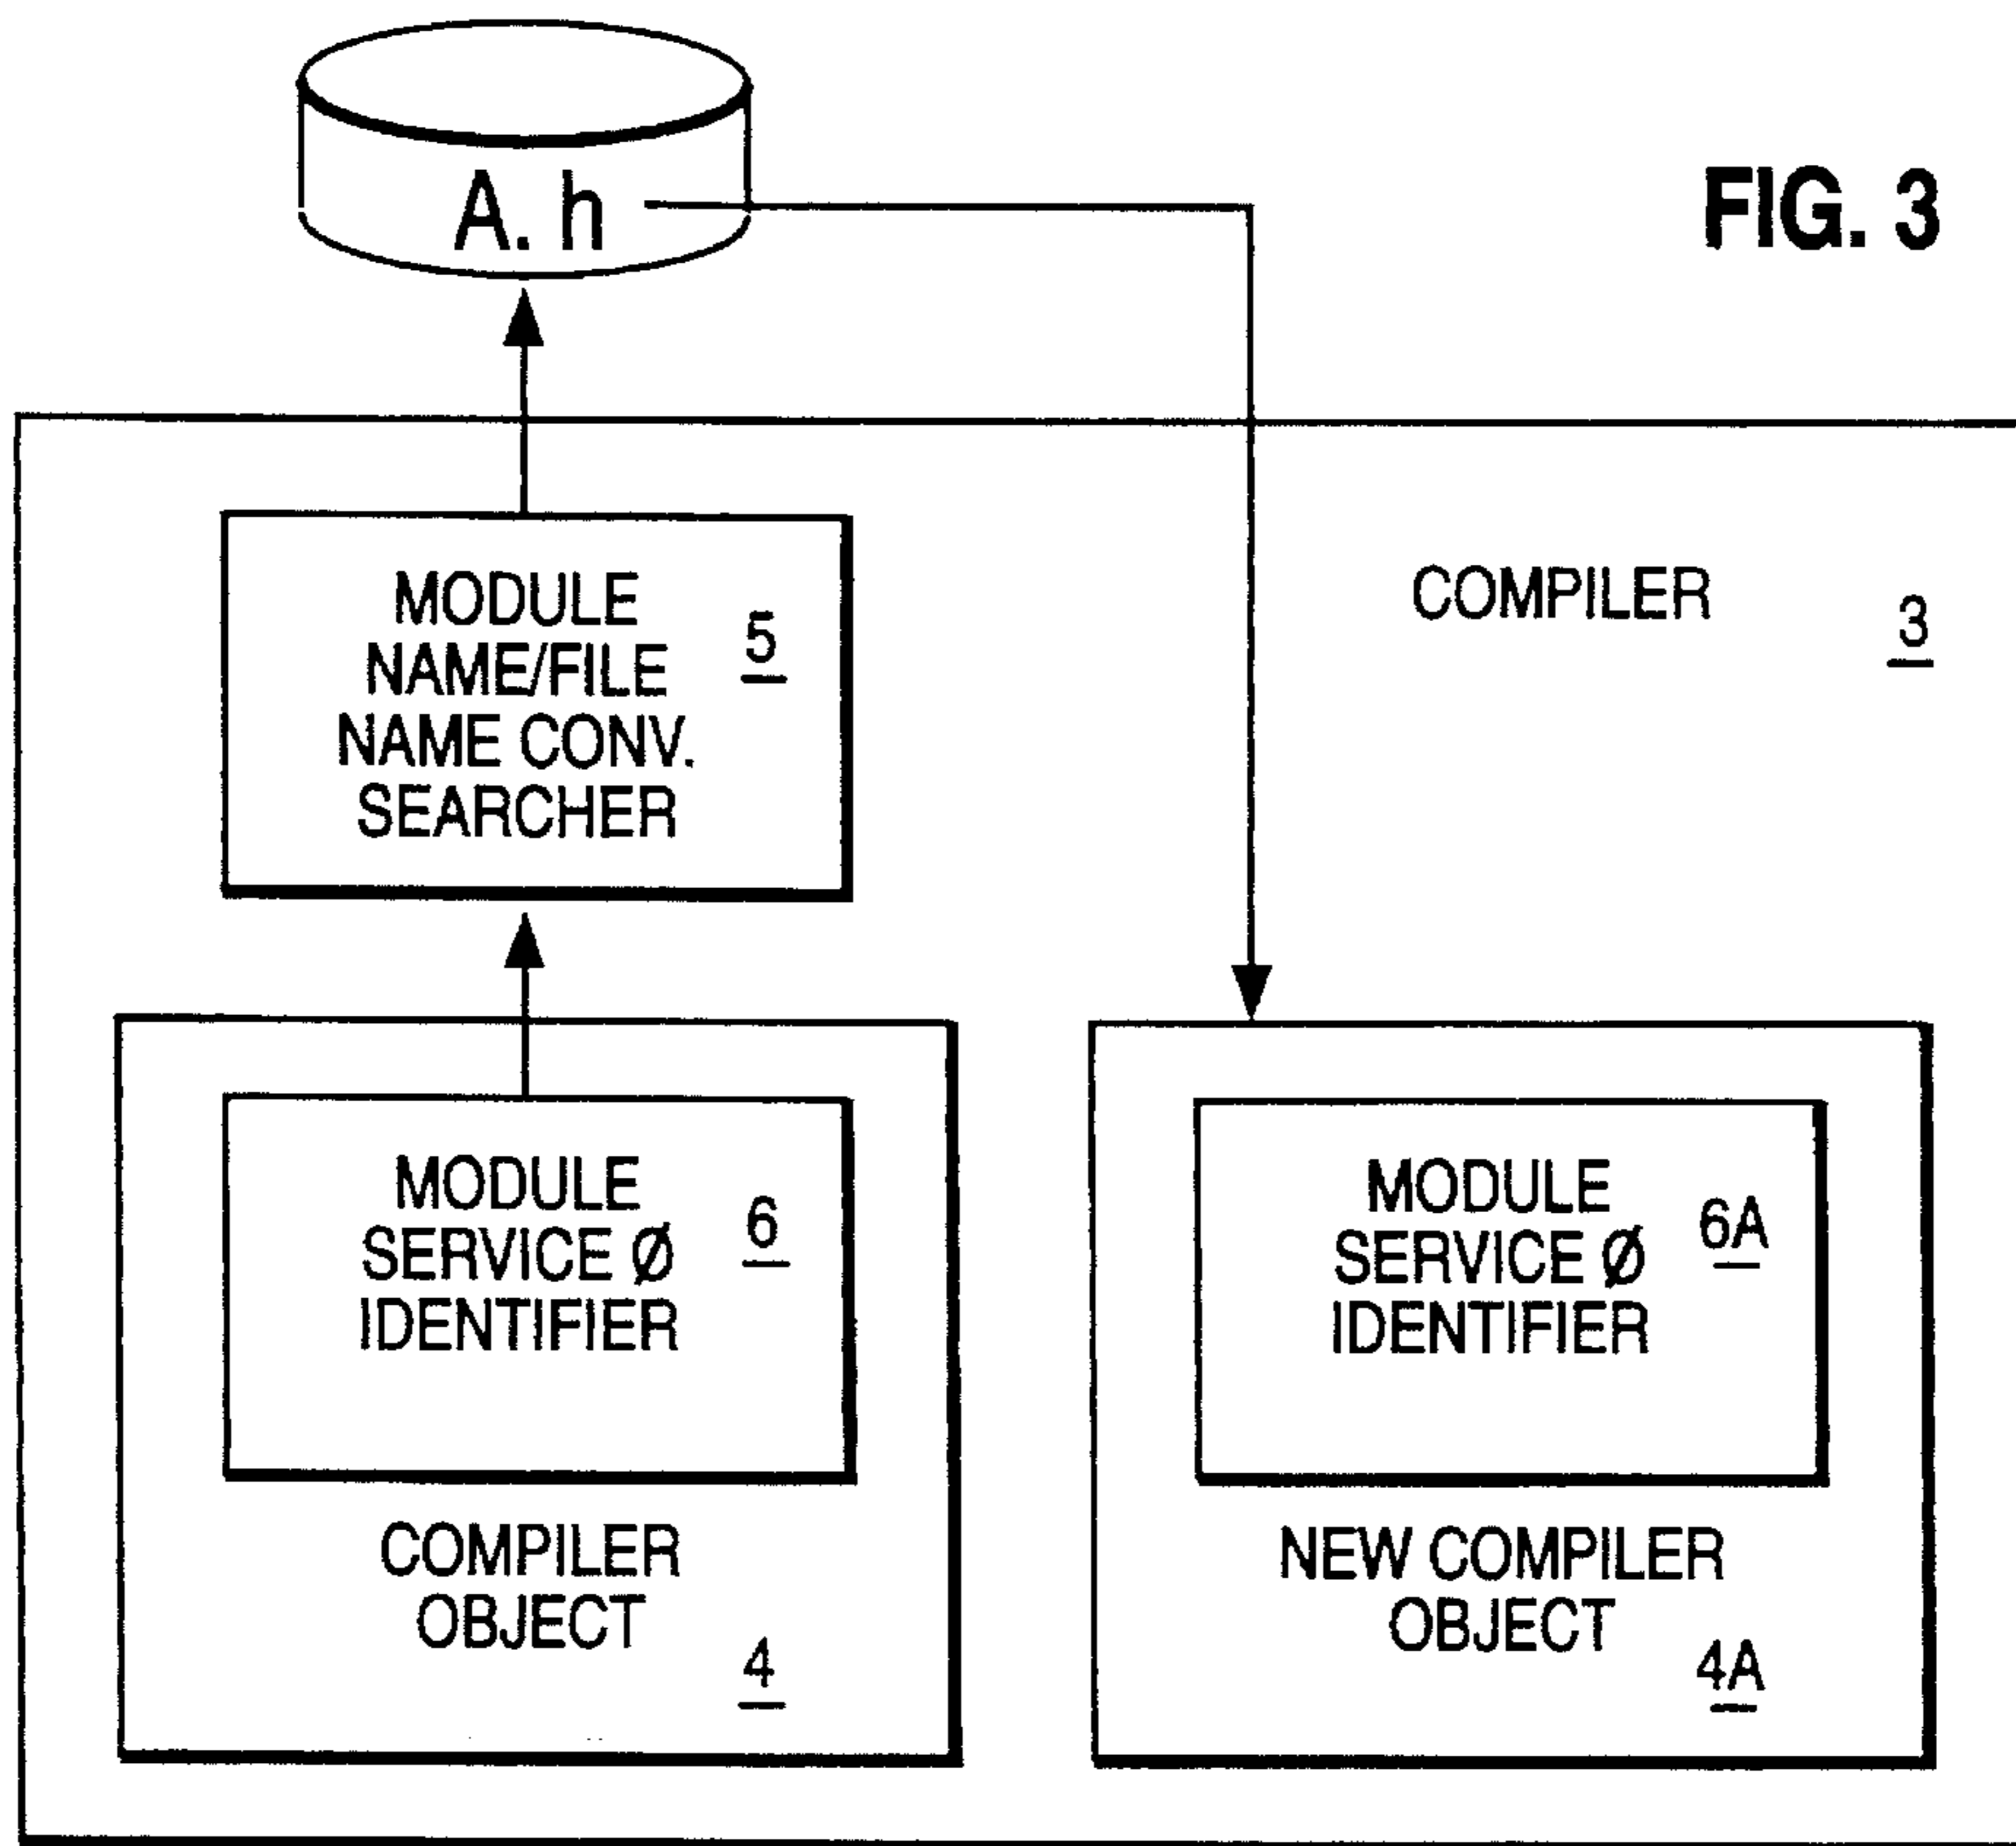 A. h
FIG. 3
MODULE
NAME/FILE
NAME CONV.
SEARCHER
5
COMPILER
3
MODULE
SERVICE Ø
IDENTIFIER
6
COMPILER
OBJECT
4
MODULE
SERVICE Ø
IDENTIFIER
6A
NEW COMPILER
OBJECT
4A